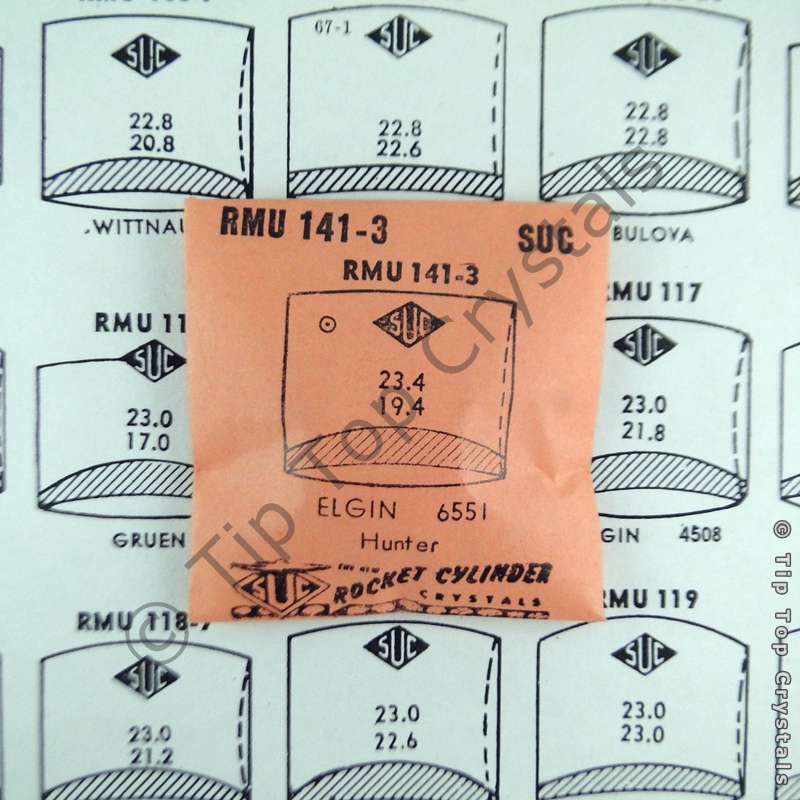 67-1
SUC
SUC
SUC
22.8
20.8
22.8
22.6
22.8
22.8
BULOVA
RMU 141-3 SUC
RMU 141-3
SUC
23.4
19.4
ELGIN 6551
Hunter
SUC
THE NEW
ROCKET CYLINDER
CRYSTALS
SUC
23.0
17.0
GRUEN
RMU 117
SUC
23.0
21.8
4508
RMU 118-7
SUC
23.0
21.2
SUC
23.0
22.6
RMU 119
SUC
23.0
23.0
© Tip Top Crystals
© Tip Top Crystals